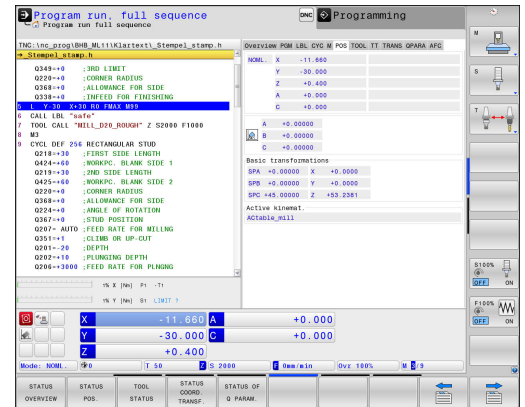 Program run, full sequence
DNC
Programming
Program run, full sequence
TNC:\nc_prog\BHB_ML11\Klartext\_Stempel_stamp.h
→_Stempel_stamp.h
Q349=+0 ;3RD LIMIT
Q220=+0 ;CORNER RADIUS
Q368=+0 ;ALLOWANCE FOR SIDE
Q338=+0 ;INFEED FOR FINISHING
5 L Y-30 X+30 R0 FMAX M99
6 CALL LBL "safe"
7 TOOL CALL "MILL_D20_ROUGH" Z S2000 F1000
8 M3
9 CYCL DEF 256 RECTANGULAR STUD
Q218=+30 ;FIRST SIDE LENGTH
Q424=+60 ;WORKPC. BLANK SIDE 1
Q219=+30 ;2ND SIDE LENGTH
Q425=+60 ;WORKPC. BLANK SIDE 2
Q220=+0 ;CORNER RADIUS
Q368=+0 ;ALLOWANCE FOR SIDE
Q224=+0 ;ANGLE OF ROTATION
Q367=+0 ;STUD POSITION
Q207= AUTO ;FEED RATE FOR MILLNG
Q351=+1 ;CLIMB OR UP-CUT
Q201=-20 ;DEPTH
Q202=+10 ;PLUNGING DEPTH
Q206=+3000 ;FEED RATE FOR PLNGNG
Overview PGM LBL CYC M POS TOOL TT TRANS QPARA AFC
NOML. X -11.660
Y -30.000
Z +0.400
A +0.000
C +0.000
A +0.00000
B +0.00000
C +0.00000
Basic transformations
SPA +0.00000 X +0.0000
SPB +0.00000 Y +0.0000
SPC +45.00000 Z +53.2381
Active kinemat.
ACtable_mill
M
S
T
S100%
OFF ON
F100%
OFF ON
% X [Nm] P1 -T1
% Y [Nm] S1 LIMIT 1
X -11.660 A +0.000
Y -30.000 C +0.000
Z +0.400
Mode: NOML. 0 T 50 Z S 2000 F 0mm/min Ovr 100% M 3/9
STATUS OVERVIEW
STATUS POS.
TOOL STATUS
STATUS COORD. TRANSF.
STATUS OF Q PARAM.